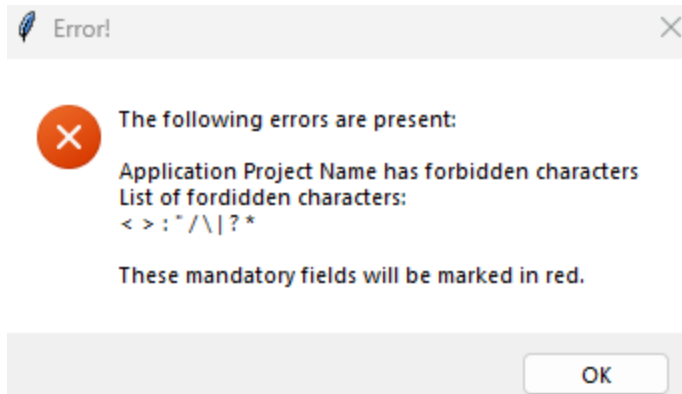 Error!
The following errors are present:
Application Project Name has forbidden characters
List of fordidden characters:
< > : " / \ | ? *
These mandatory fields will be marked in red.
OK